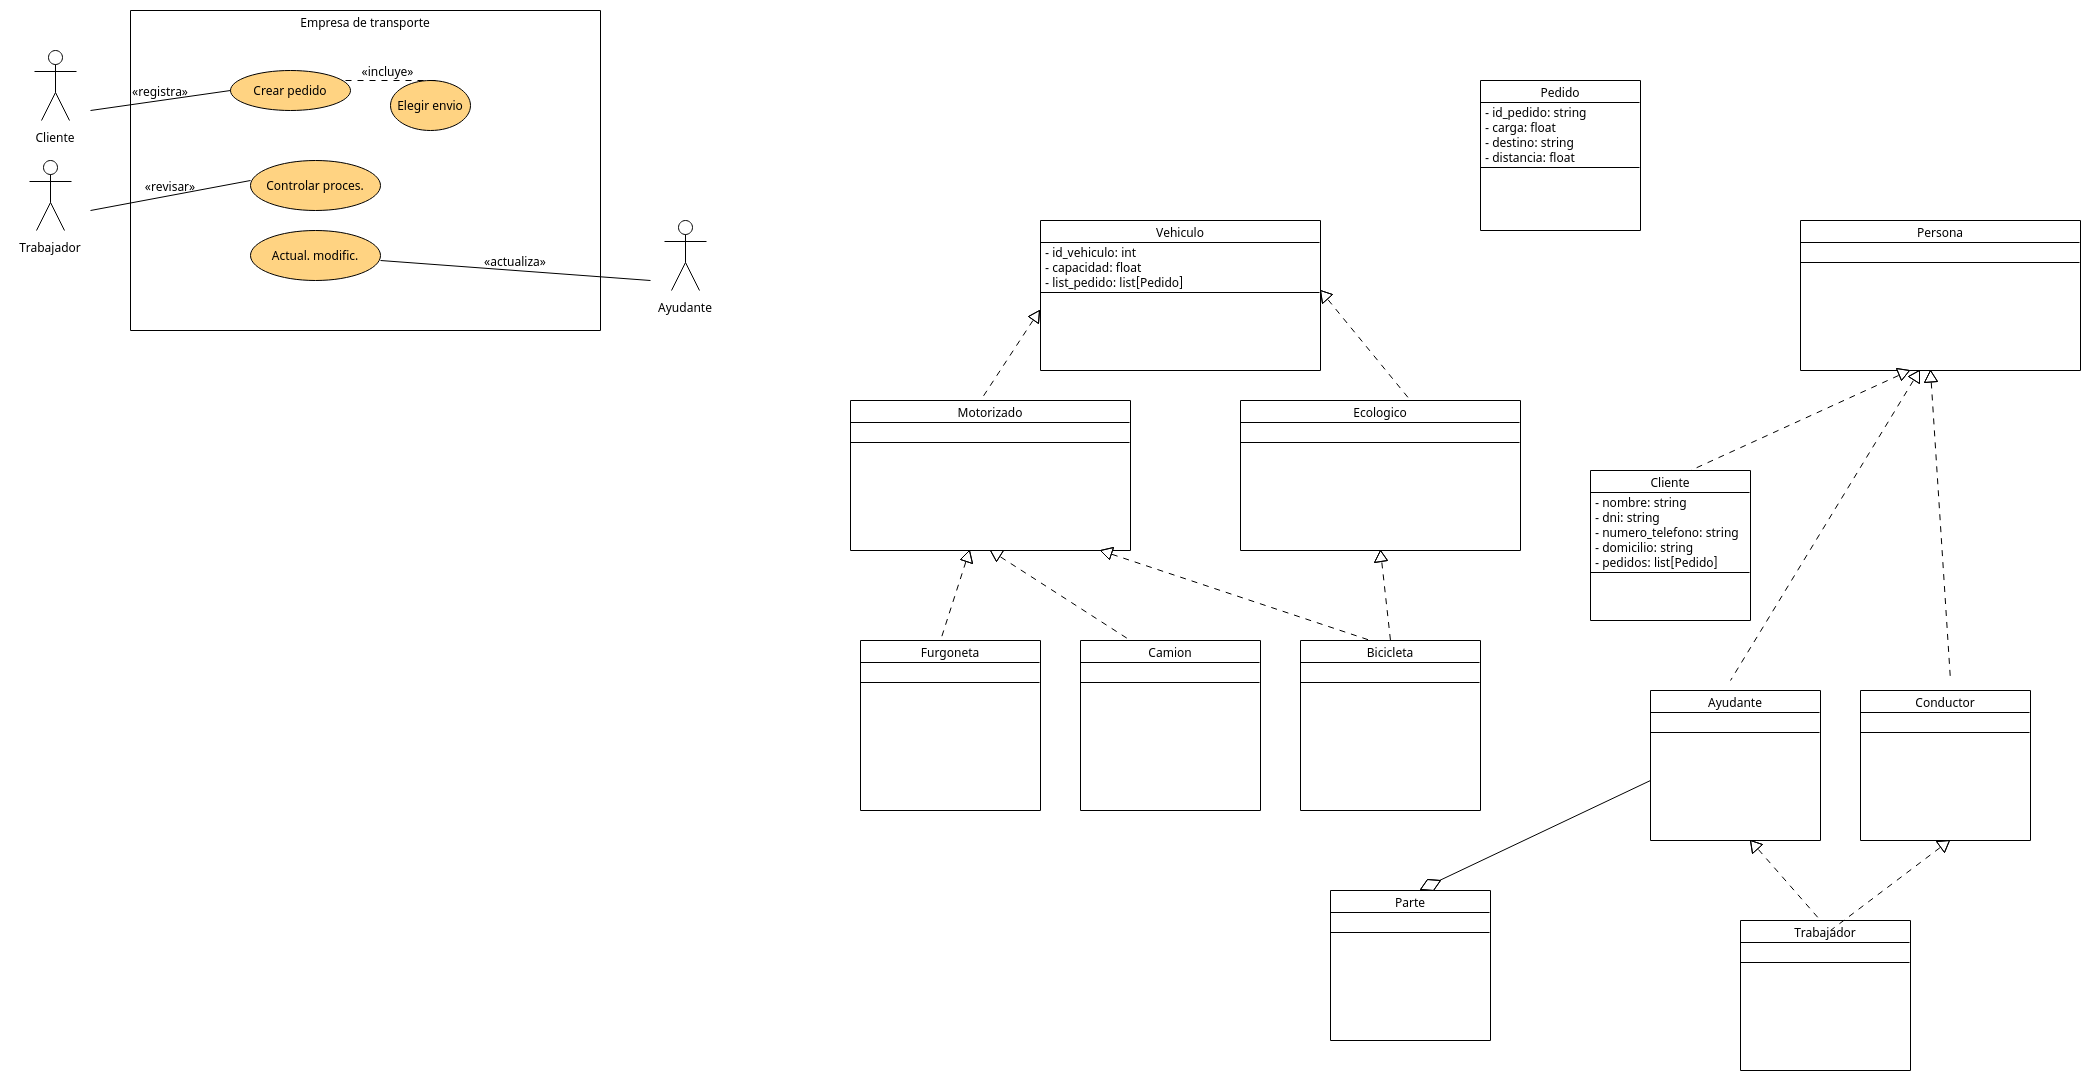 Empresa de transporte
«incluye»
«registra»
Crear pedido
Elegir envio
Cliente
«revisar»
Controlar proces.
Trabajador
Actual. modific.
«actualiza»
Ayudante
Pedido
- id_pedido: string
- carga: float
- destino: string
- distancia: float
Vehiculo
- id_vehiculo: int
- capacidad: float
- list_pedido: list[Pedido]
Persona
Motorizado
Ecologico
Cliente
- nombre: string
- dni: string
- numero_telefono: string
- domicilio: string
- pedidos: list[Pedido]
Furgoneta
Camion
Bicicleta
Ayudante
Conductor
Parte
Trabajador